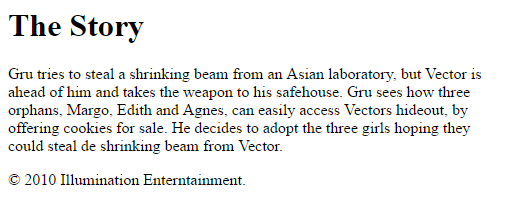 The Story
Gru tries to steal a shrinking beam from an Asian laboratory, but Vector is
ahead of him and takes the weapon to his safehouse. Gru sees how three
orphans, Margo, Edith and Agnes, can easily access Vectors hideout, by
offering cookies for sale. He decides to adopt the three girls hoping they
could steal de shrinking beam from Vector.
© 2010 Illumination Enterntainment.